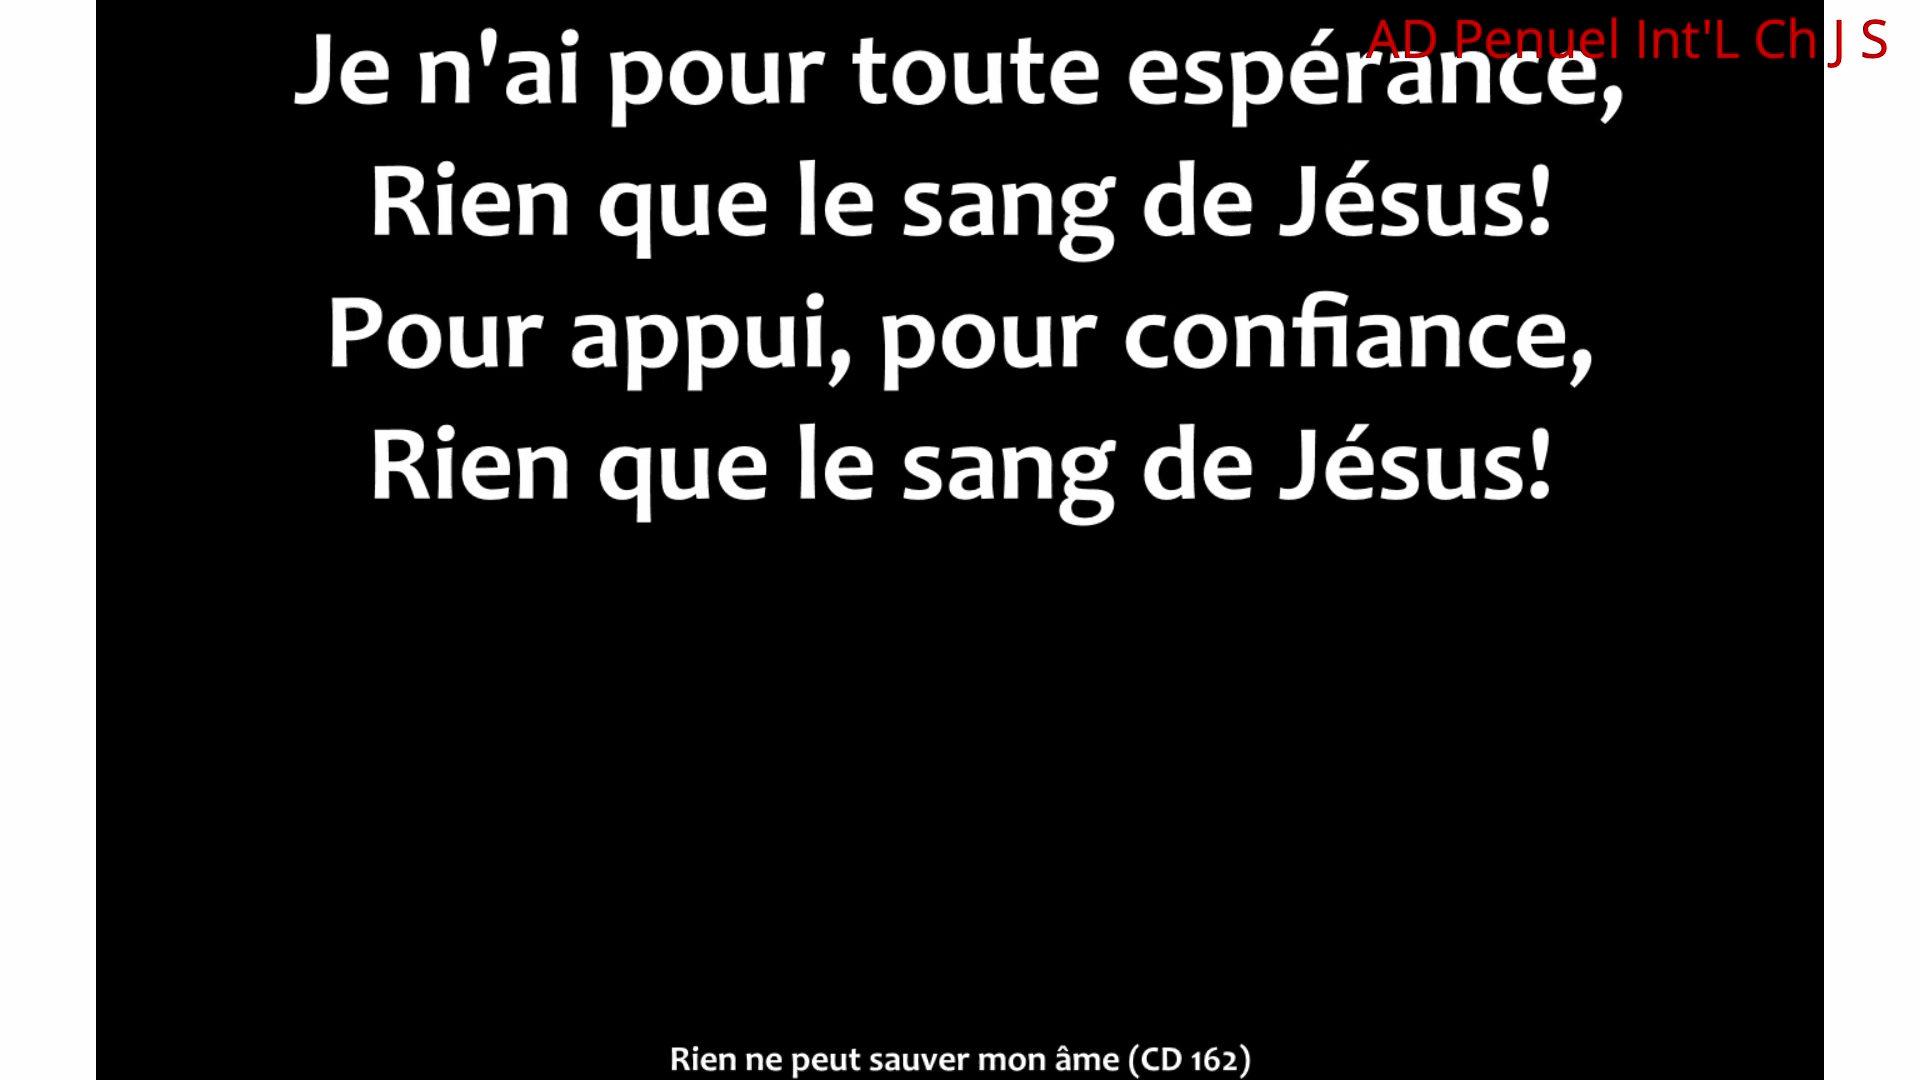 AD Penuel Int'L Ch J S
Je n'ai pour toute espérance,
Rien que le sang de Jésus!
Pour appui, pour confiance,
Rien que le sang de Jésus!
Rien ne peut sauver mon âme (CD 162)